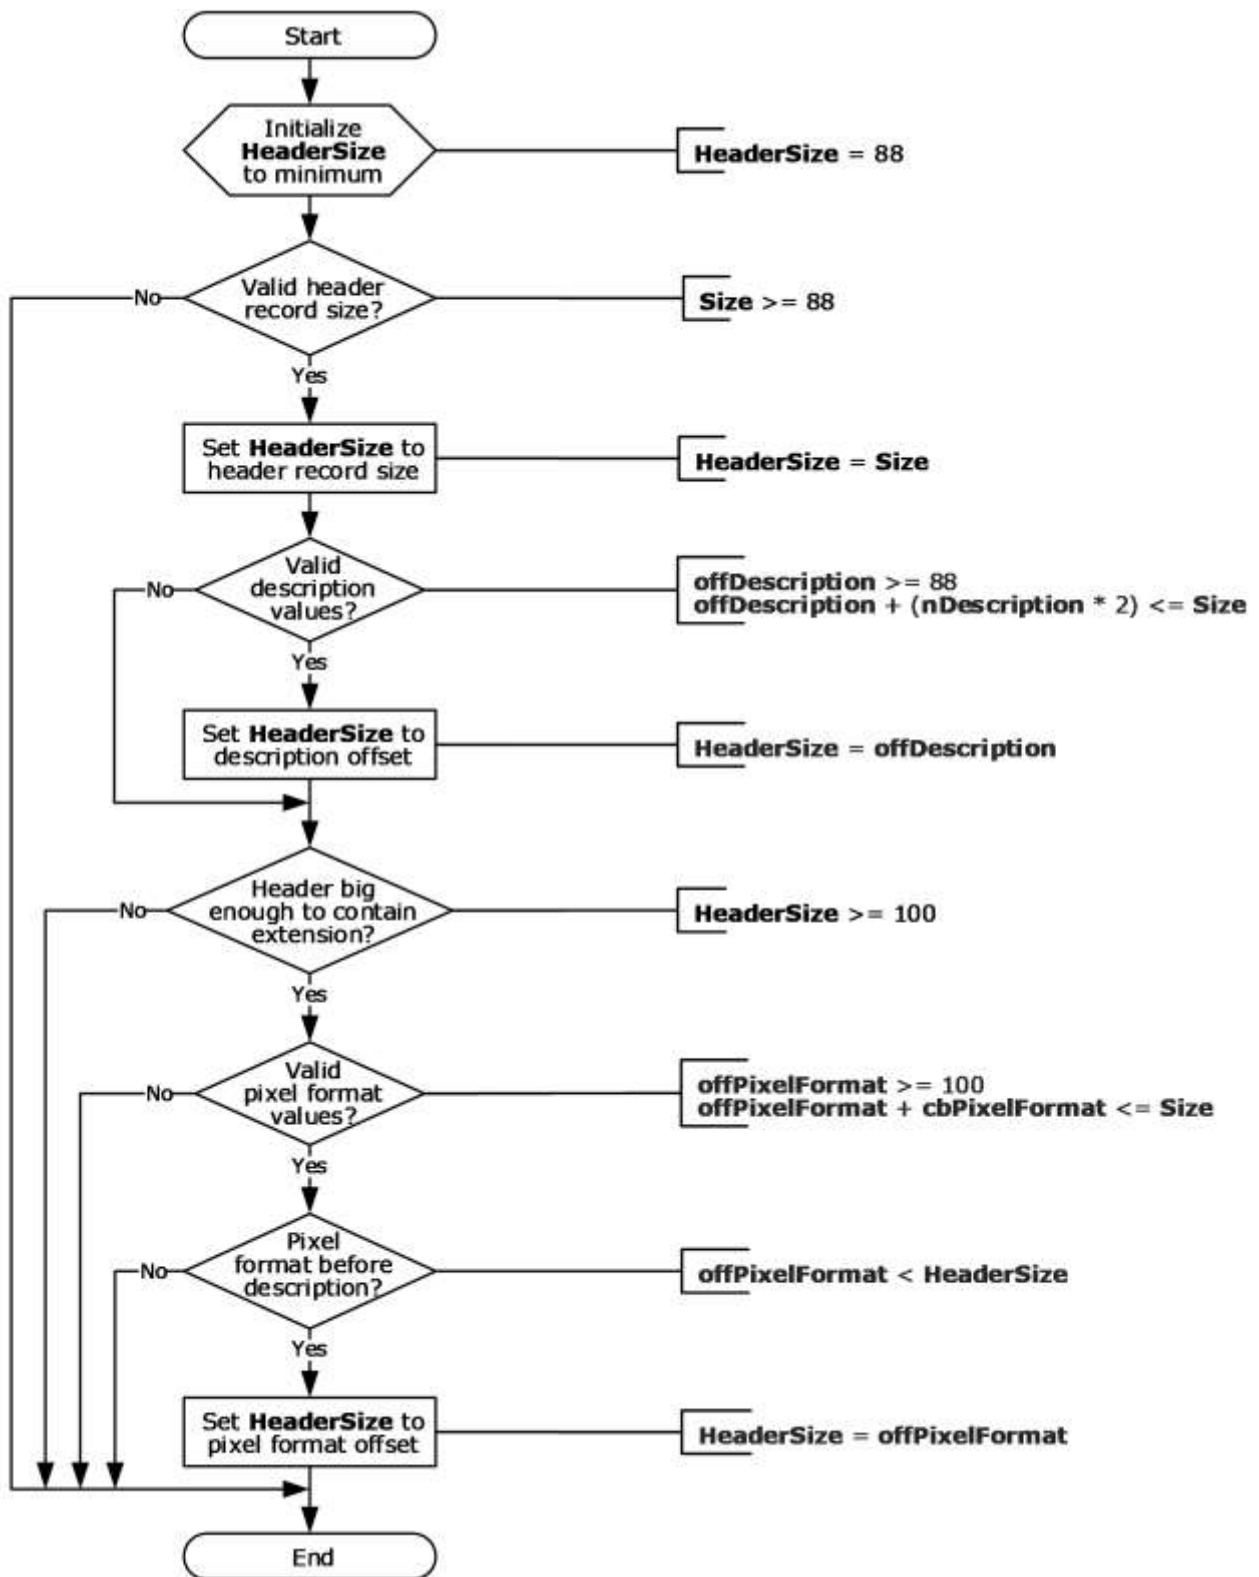 Start
Initialize
HeaderSize
to minimum
HeaderSize = 88
Valid header
record size?
No
Size >= 88
Yes
Set HeaderSize to
header record size
HeaderSize = Size
Valid
description
values?
No
offDescription >= 88
offDescription + (nDescription * 2) <= Size
Yes
Set HeaderSize to
description offset
HeaderSize = offDescription
Header big
enough to contain
extension?
No
HeaderSize >= 100
Yes
Valid
pixel format
values?
No
offPixelFormat >= 100
offPixelFormat + cbPixelFormat <= Size
Yes
Pixel
format before
description?
No
offPixelFormat < HeaderSize
Yes
Set HeaderSize to
pixel format offset
HeaderSize = offPixelFormat
End